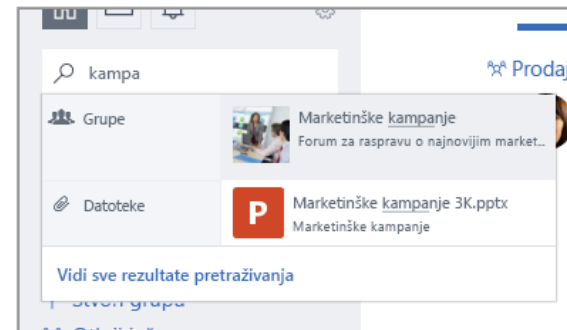 kampa
Prodaj
Grupe
Marketinške kampanje
Forum za raspravu o najnovijim market...
Datoteke
P
Marketinške kampanje 3K.pptx
Marketinške kampanje
Vidi sve rezultate pretraživanja